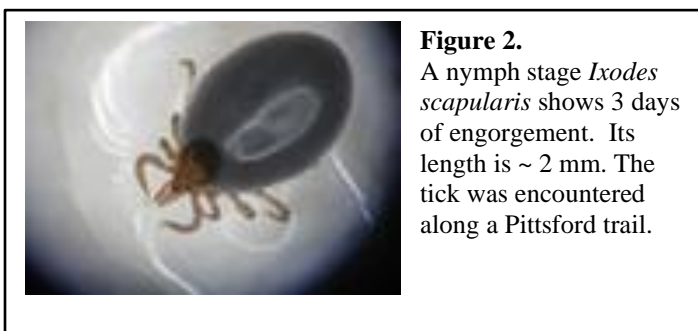 Figure 2.
A nymph stage Ixodes
scapularis shows 3 days
of engorgement. Its
length is ~ 2 mm. The
tick was encountered
along a Pittsford trail.